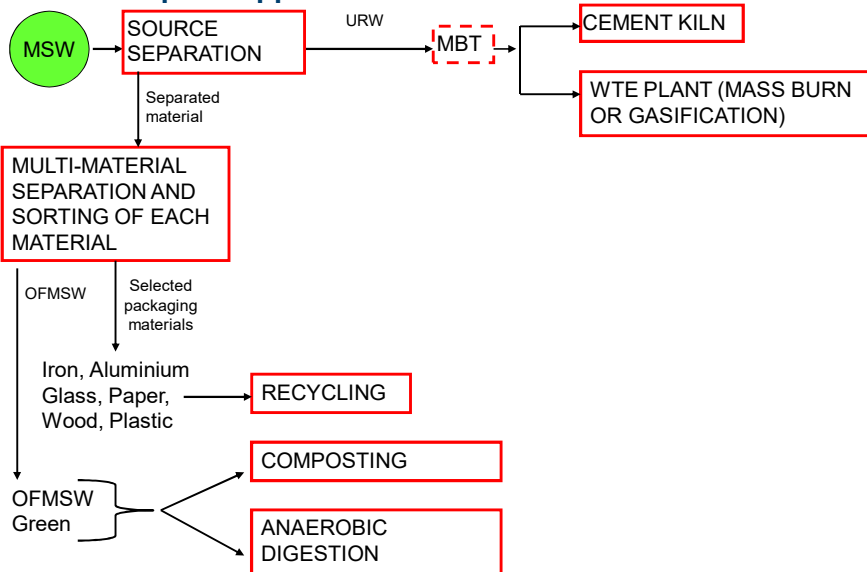 MSW
SOURCE
SEPARATION
URW
MBT
CEMENT KILN
WTE PLANT (MASS BURN
OR GASIFICATION)
Separated
material
MULTI-MATERIAL
SEPARATION AND
SORTING OF EACH
MATERIAL
OFMSW
Selected
packaging
materials
Iron, Aluminium
Glass, Paper,
Wood, Plastic
RECYCLING
COMPOSTING
OFMSW
Green
ANAEROBIC
DIGESTION